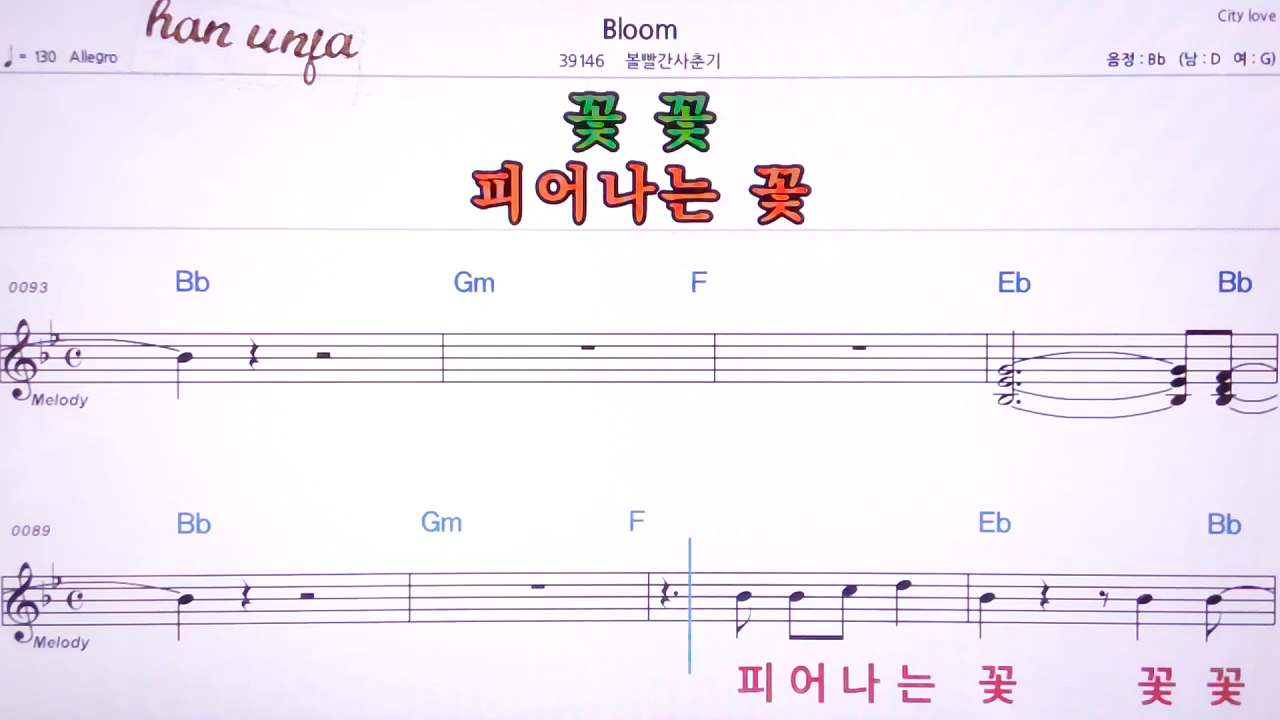 han unja
Bloom
City love
= 130 Allegro
39146 볼빨간사춘기
음정 : Bb (남 : D 여 : G)
꽃 꽃
피어나는 꽃
0093 Bb Gm F Eb Bb
Melody
0089 Bb Gm F Eb Bb
Melody
피 어 나 는 꽃 꽃 꽃